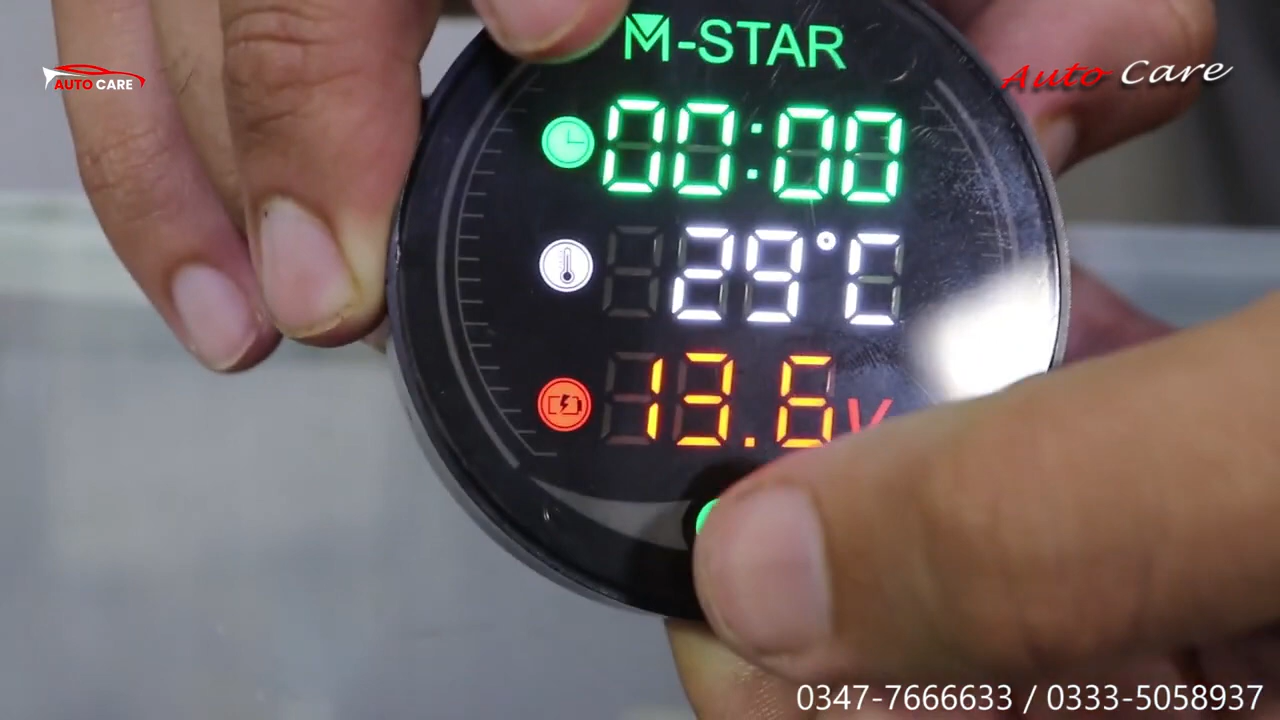 M-STAR
AUTO CARE
Auto Care
00:00
29°C
13.6V
0347-7666633 / 0333-5058937